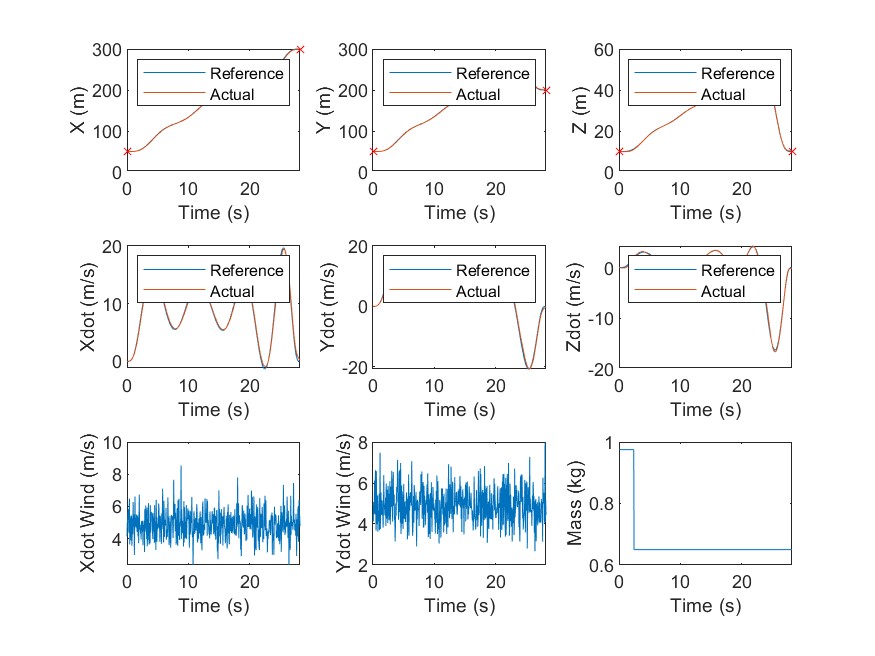 300
200
100
0
X (m)
Reference
Actual
0 10 20
Time (s)
300
200
100
0
Y (m)
Reference
Actual
0 10 20
Time (s)
60
40
20
0
Z (m)
Reference
Actual
0 10 20
Time (s)
20
10
0
Xdot (m/s)
Reference
Actual
0 10 20
Time (s)
20
0
-20
Ydot (m/s)
Reference
Actual
0 10 20
Time (s)
0
-10
-20
Zdot (m/s)
Reference
Actual
0 10 20
Time (s)
10
8
6
4
Xdot Wind (m/s)
0 10 20
Time (s)
8
6
4
2
Ydot Wind (m/s)
0 10 20
Time (s)
1
0.8
0.6
Mass (kg)
0 10 20
Time (s)